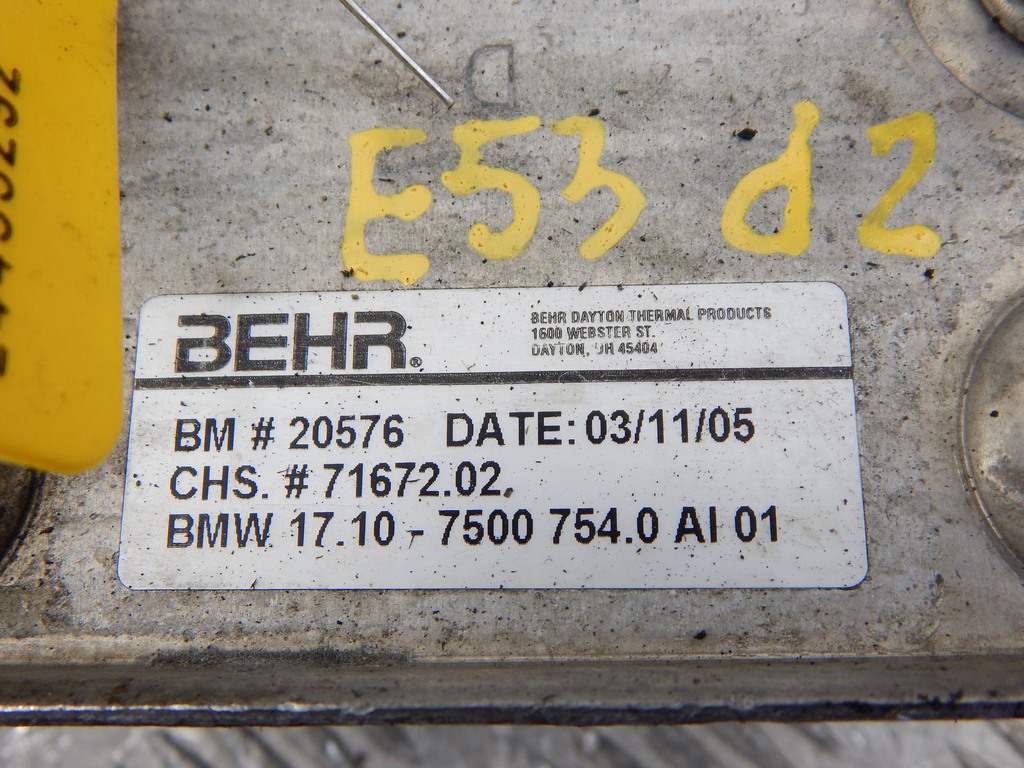 D
E53 d2
BEHR®
BEHR DAYTON THERMAL PRODUCTS
1600 WEBSTER ST.
DAYTON, OH 45404
BM # 20576 DATE: 03/11/05
CHS. # 71672.02
BMW 17.10 - 7500 754.0 AI 01